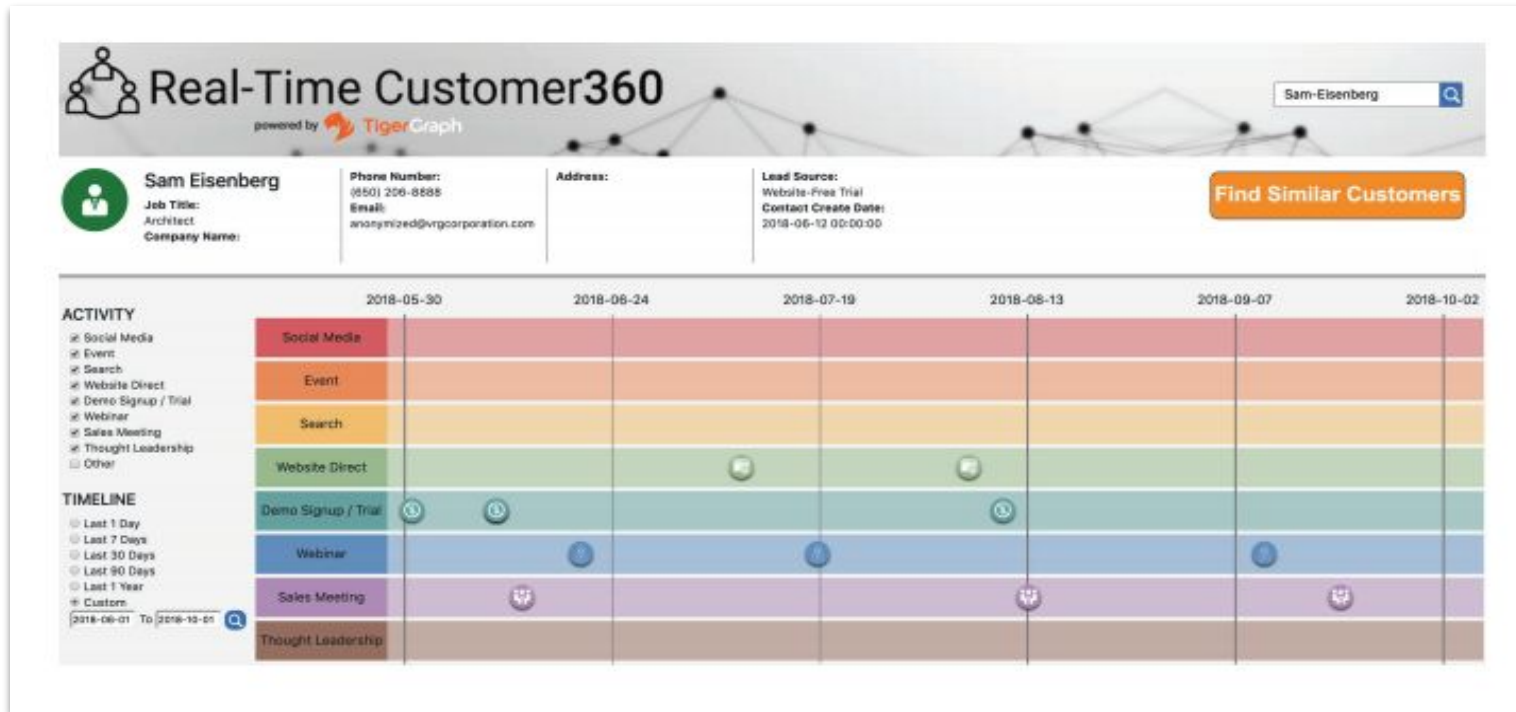 Real-Time Customer360
powered by TigerGraph
Sam-Eisenberg
Sam Eisenberg
Job Title:
Architect
Company Name:
Phone Number:
(650) 206-8888
Email:
anonymized@vrgcorporation.com
Address:
Lead Source:
Website-Free Trial
Contact Create Date:
2018-06-12 00:00:00
Find Similar Customers
ACTIVITY
Social Media
Event
Search
Website Direct
Demo Signup / Trial
Webinar
Sales Meeting
Thought Leadership
Other
TIMELINE
Last 1 Day
Last 7 Days
Last 30 Days
Last 90 Days
Last 1 Year
Custom
2018-06-01 To 2018-10-01
2018-05-30 2018-06-24 2018-07-19 2018-08-13 2018-09-07 2018-10-02
Social Media
Event
Search
Website Direct
Demo Signup / Trial
Webinar
Sales Meeting
Thought Leadership